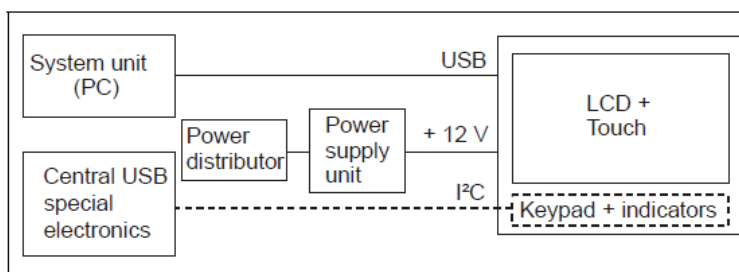 System unit
(PC)
USB
LCD +
Touch
Power
distributor
Power
supply
unit
+ 12 V
Central USB
special
electronics
I²C
Keypad + indicators